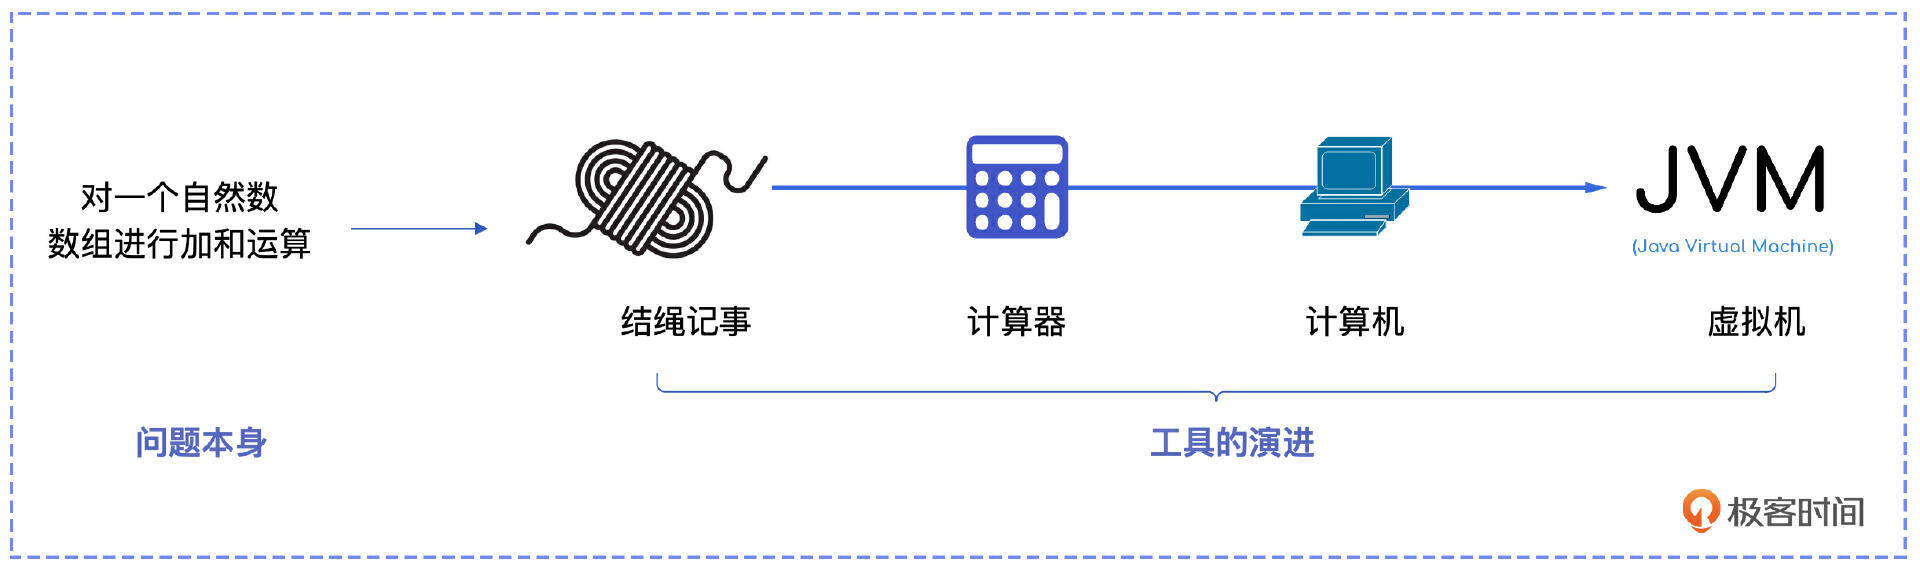 对一个自然数
数组进行加和运算
JVM
(Java Virtual Machine)
结绳记事
计算器
计算机
虚拟机
问题本身
工具的演进
极客时间